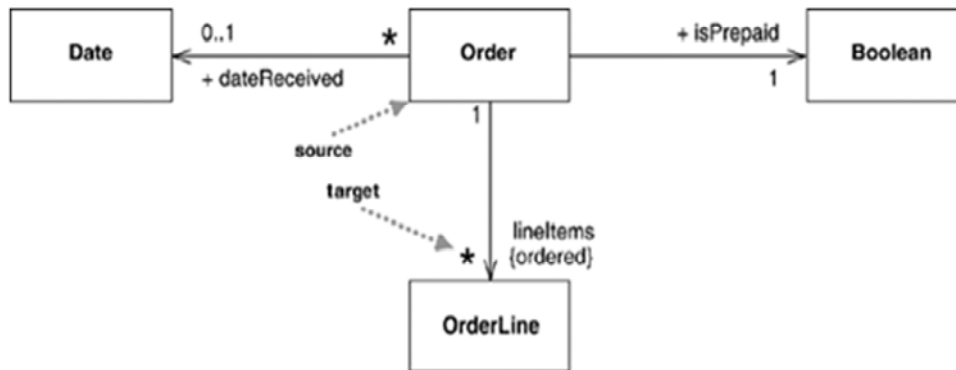 0..1
*
+ isPrepaid
Date
Order
Boolean
+ dateReceived
1
1
source
target
lineItems
*
{ordered}
OrderLine